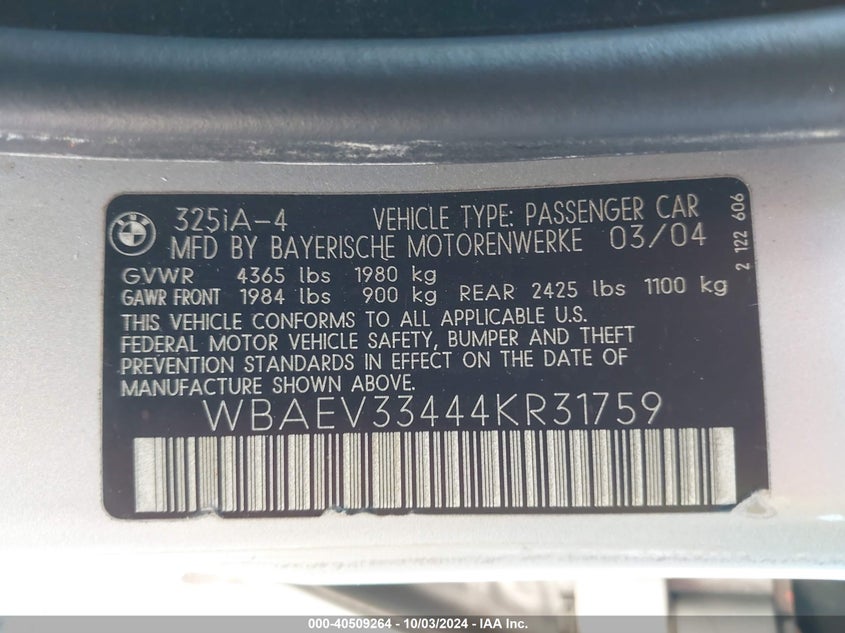 325iA-4 VEHICLE TYPE: PASSENGER CAR
MFD BY BAYERISCHE MOTORENWERKE 03/04
GVWR 4365 lbs 1980 kg
GAWR FRONT 1984 lbs 900 kg REAR 2425 lbs 1100 kg
THIS VEHICLE CONFORMS TO ALL APPLICABLE U.S.
FEDERAL MOTOR VEHICLE SAFETY, BUMPER AND THEFT
PREVENTION STANDARDS IN EFFECT ON THE DATE OF
MANUFACTURE SHOWN ABOVE.
WBAEV33444KR31759
2 122 606
000-40509264 - 10/03/2024 - IAA Inc.